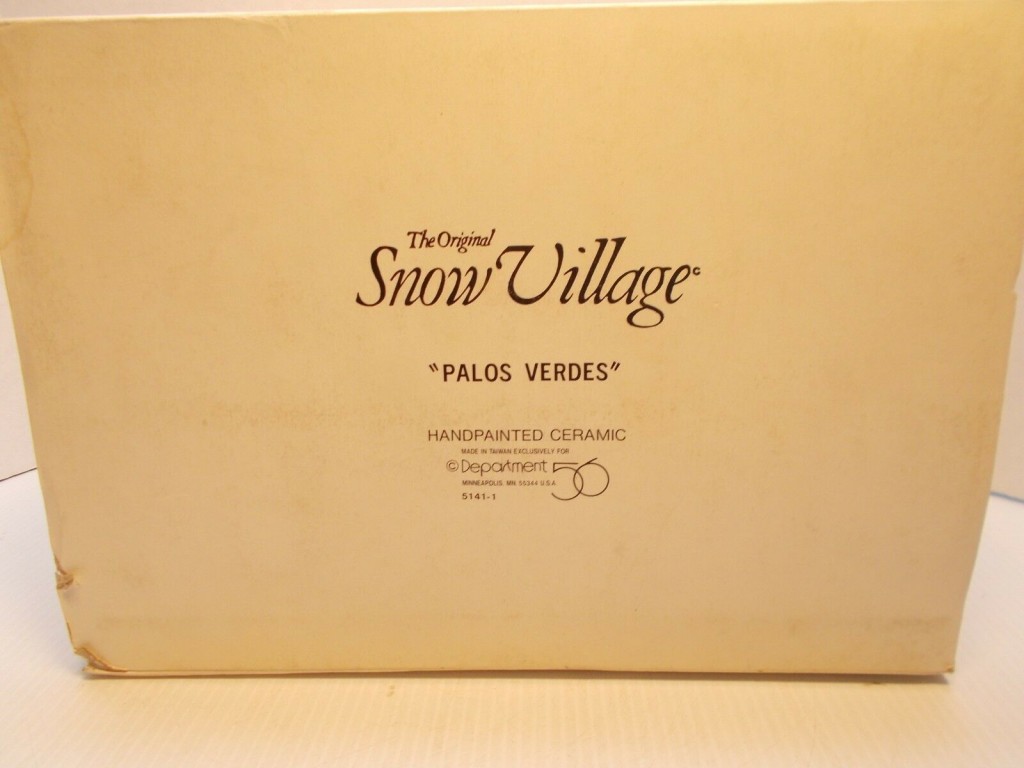 The Original
Snow Village©
"PALOS VERDES"
HANDPAINTED CERAMIC
MADE IN TAIWAN EXCLUSIVELY FOR
© Department 56
MINNEAPOLIS, MN 55344 U.S.A.
5141-1